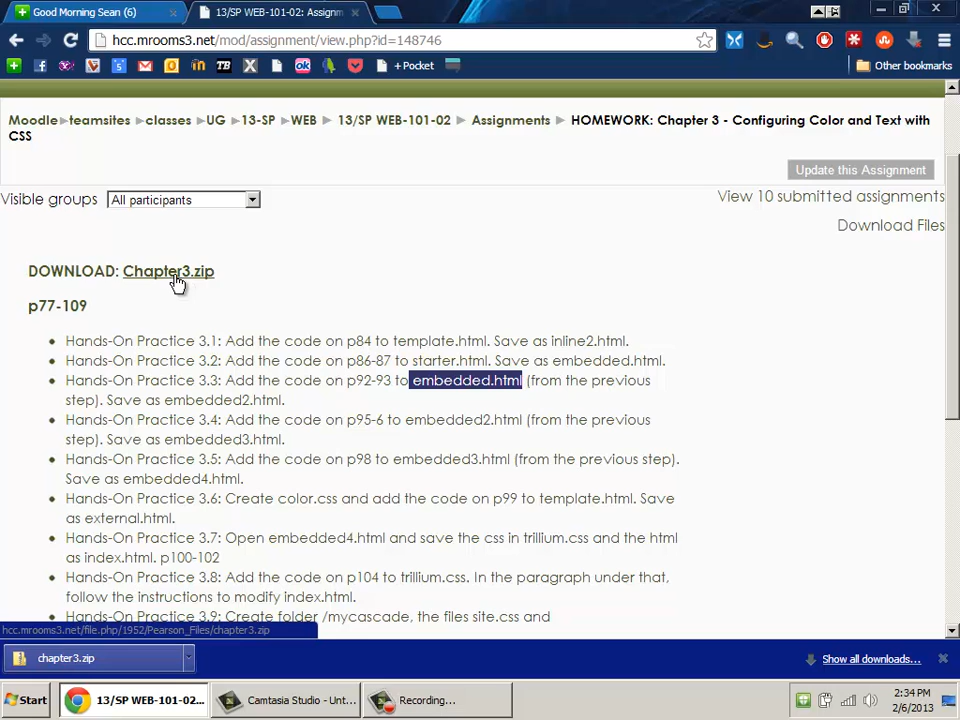 Good Morning Sean (6)
13/SP WEB-101-02: Assignm
hcc.mrooms3.net/mod/assignment/view.php?id=148746
+ Pocket
Other bookmarks
Moodle▶teamsites▶classes▶UG▶13-SP▶WEB▶13/SP WEB-101-02▶Assignments▶HOMEWORK: Chapter 3 - Configuring Color and Text with
CSS
Update this Assignment
Visible groups All participants
View 10 submitted assignments
Download Files
DOWNLOAD: Chapter3.zip
p77-109
• Hands-On Practice 3.1: Add the code on p84 to template.html. Save as inline2.html.
• Hands-On Practice 3.2: Add the code on p86-87 to starter.html. Save as embedded.html.
• Hands-On Practice 3.3: Add the code on p92-93 to embedded.html (from the previous
step). Save as embedded2.html.
• Hands-On Practice 3.4: Add the code on p95-6 to embedded2.html (from the previous
step). Save as embedded3.html.
• Hands-On Practice 3.5: Add the code on p98 to embedded3.html (from the previous step).
Save as embedded4.html.
• Hands-On Practice 3.6: Create color.css and add the code on p99 to template.html. Save
as external.html.
• Hands-On Practice 3.7: Open embedded4.html and save the css in trillium.css and the html
as index.html. p100-102
• Hands-On Practice 3.8: Add the code on p104 to trillium.css. In the paragraph under that,
follow the instructions to modify index.html.
• Hands-On Practice 3.9: Create folder /mycascade, the files site.css and
hcc.mrooms3.net/file.php/1952/Pearson_Files/chapter3.zip
chapter3.zip
Show all downloads...
Start
13/SP WEB-101-02...
Camtasia Studio - Unt...
Recording...
2:34 PM
2/6/2013